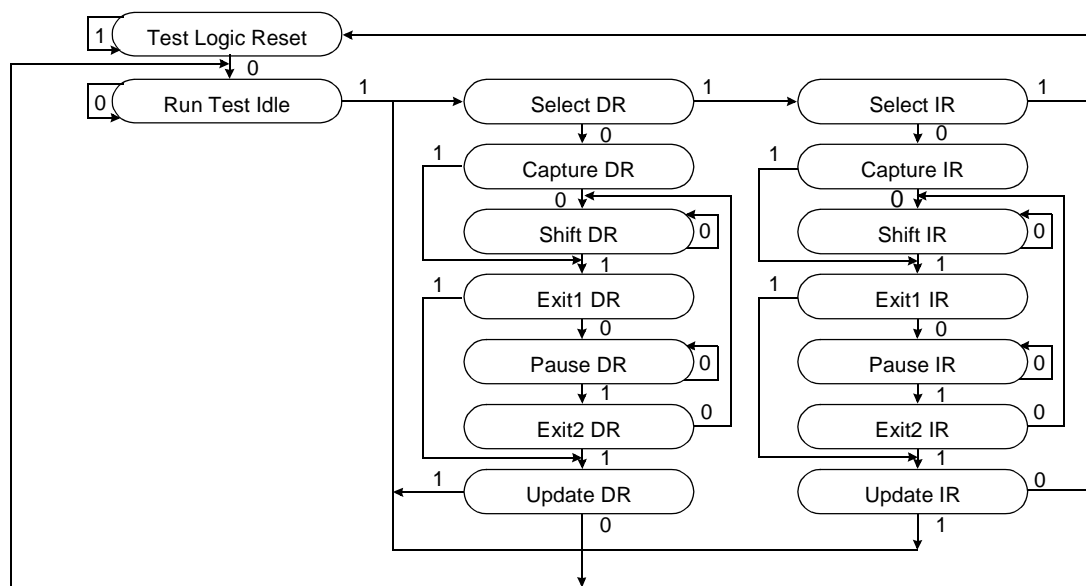 1
Test Logic Reset
0
0
Run Test Idle
1
Select DR
1
Select IR
1
0
0
1
Capture DR
1
Capture IR
0
0
Shift DR
0
Shift IR
0
1
1
1
Exit1 DR
1
Exit1 IR
0
0
Pause DR
0
Pause IR
0
1
1
Exit2 DR
0
Exit2 IR
0
1
1
1
Update DR
Update IR
0
0
1